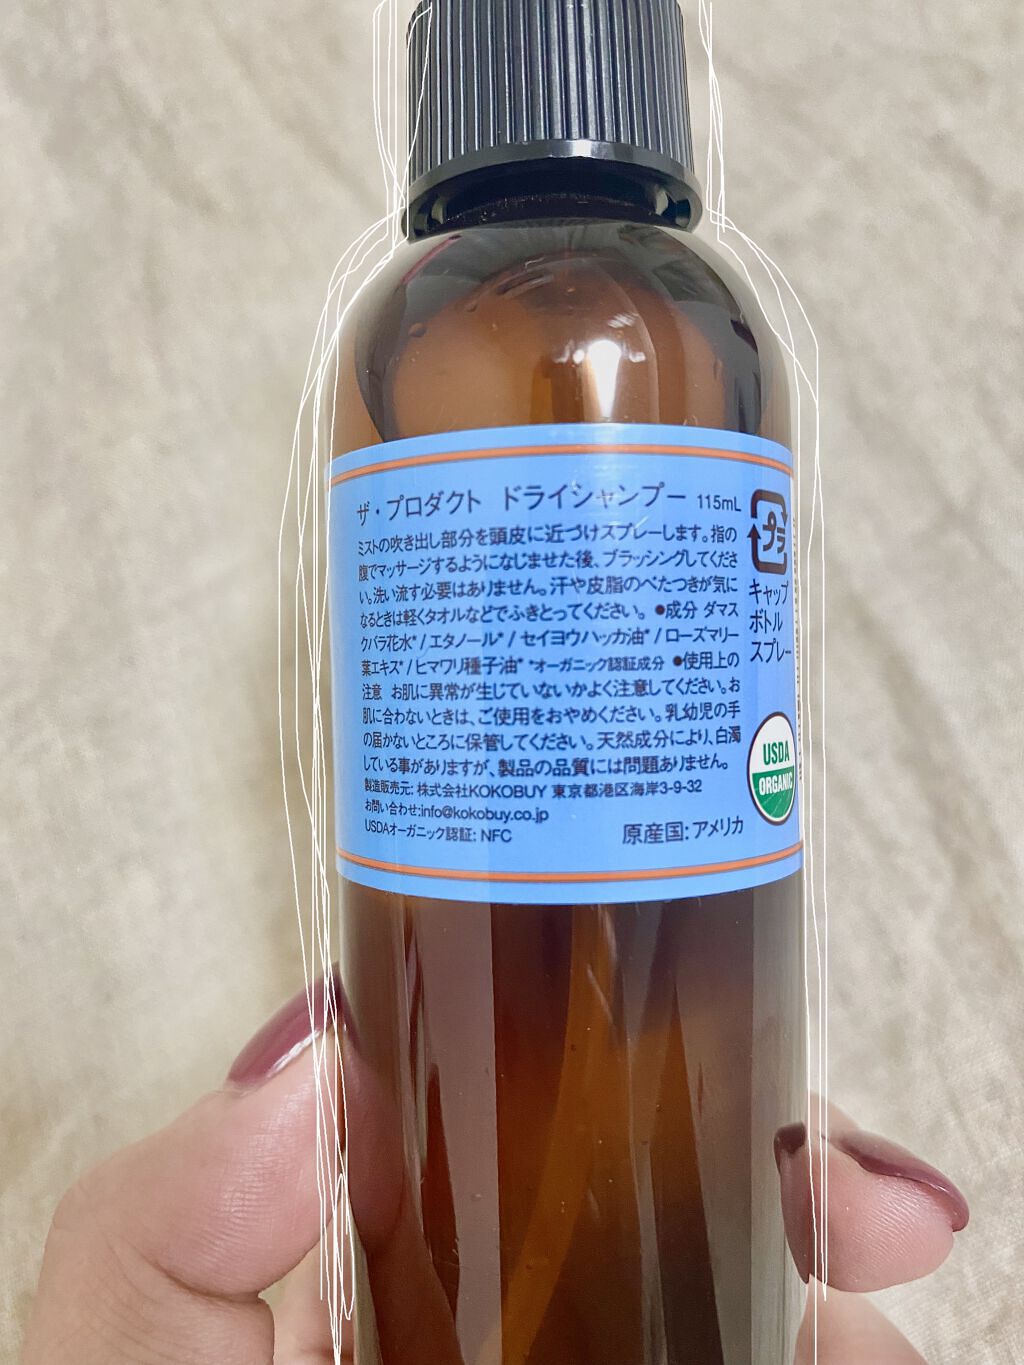 ザ・プロダクト　ドライシャンプー 115mL
ミストの吹き出し部分を頭皮に近づけスプレーします。指の
腹でマッサージするようになじませた後、ブラッシングしてくださ
い。洗い流す必要はありません。汗や皮脂のべたつきが気に
なるときは軽くタオルなどでふきとってください。 ●成分 ダマス
クバラ花水* / エタノール* / セイヨウハッカ油* / ローズマリー
葉エキス* / ヒマワリ種子油* *オーガニック認証成分 ●使用上の
注意 お肌に異常が生じていないかよく注意してください。お
肌に合わないときは、ご使用をおやめください。乳幼児の手
の届かないところに保管してください。天然成分により、白濁
している事がありますが、製品の品質には問題ありません。
製造販売元: 株式会社KOKOBUY 東京都港区海岸3-9-32
お問い合わせ:info@kokobuy.co.jp
USDAオーガニック認証: NFC
原産国: アメリカ
プラ
キャップ
ボトル
スプレー
USDA
ORGANIC